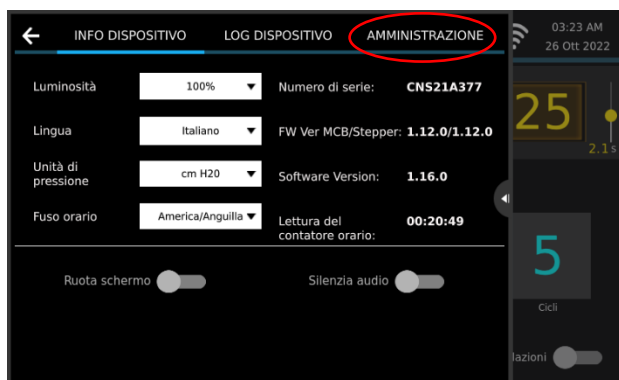 INFO DISPOSITIVO LOG DISPOSITIVO AMMINISTRAZIONE
03:23 AM
26 Ott 2022
Luminosità 100% Numero di serie: CNS21A377
Lingua Italiano FW Ver MCB/Stepper: 1.12.0/1.12.0
Unità di
pressione cm H20 Software Version: 1.16.0
Fuso orario America/Anguilla Lettura del
contatore orario: 00:20:49
Ruota schermo Silenzia audio
25
2.1 s
5
Cicli
lazioni